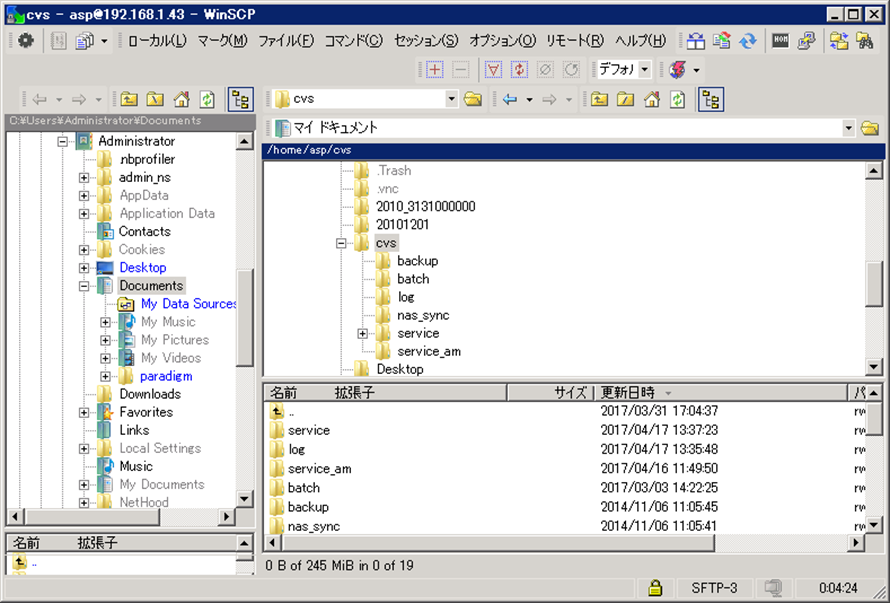 cvs - asp@192.168.1.43 - WinSCP
ローカル(L) マーク(M) ファイル(F) コマンド(C) セッション(S) オプション(O) リモート(R) ヘルプ(H)
デフォル
cvs
C:¥Users¥Administrator¥Documents
マイ ドキュメント
/home/asp/cvs
Administrator
.nbprofiler
admin_ns
AppData
Application Data
Contacts
Cookies
Desktop
Documents
My Data Sources
My Music
My Pictures
My Videos
paradigm
Downloads
Favorites
Links
Local Settings
Music
My Documents
NetHood
名前 拡張子
..
.Trash
.vnc
2010_3131000000
20101201
cvs
backup
batch
log
nas_sync
service
service_am
Desktop
名前 拡張子 サイズ 更新日時 パ
.. 2017/03/31 17:04:37 rw
service 2017/04/17 13:37:23 rw
log 2017/04/17 13:35:48 rw
service_am 2017/04/16 11:49:50 rw
batch 2017/03/03 14:22:25 rw
backup 2014/11/06 11:05:45 rw
nas_sync 2014/11/06 11:05:41 rw
0 B of 245 MiB in 0 of 19
SFTP-3 0:04:24